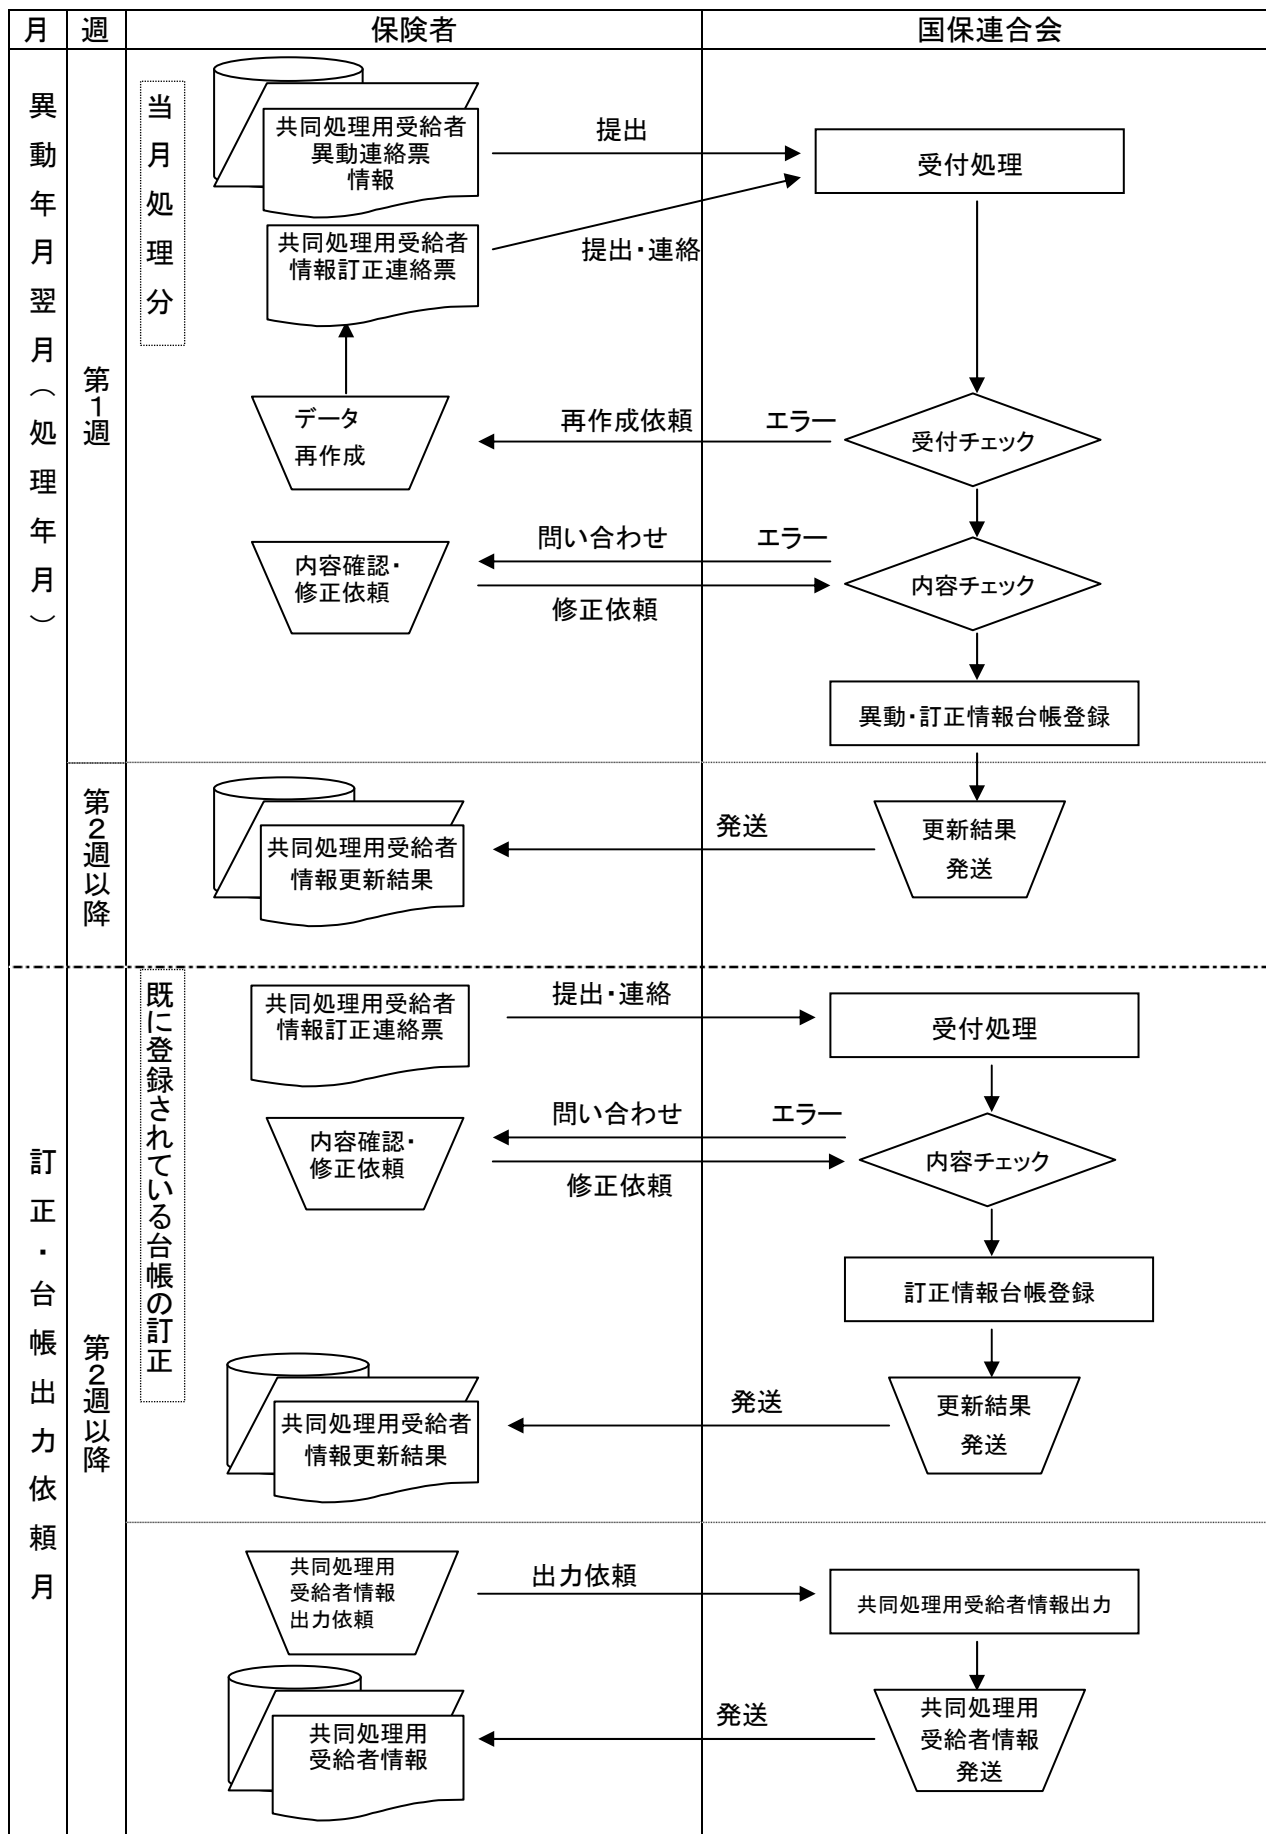 月 週 保険者 国保連合会
異動年月翌月（処理年月）
第1週
当月処理分
共同処理用受給者
異動連絡票
情報
提出
受付処理
共同処理用受給者
情報訂正連絡票
提出・連絡
データ
再作成
再作成依頼 エラー
受付チェック
内容確認・
修正依頼
問い合わせ エラー
修正依頼
内容チェック
異動・訂正情報台帳登録
第2週以降
共同処理用受給者
情報更新結果
発送
更新結果
発送
訂正・台帳出力依頼月
第2週以降
既に登録されている台帳の訂正
共同処理用受給者
情報訂正連絡票
提出・連絡
受付処理
内容確認・
修正依頼
問い合わせ エラー
修正依頼
内容チェック
訂正情報台帳登録
共同処理用受給者
情報更新結果
発送
更新結果
発送
共同処理用
受給者情報
出力依頼
出力依頼
共同処理用受給者情報出力
共同処理用
受給者情報
発送
共同処理用
受給者情報
発送